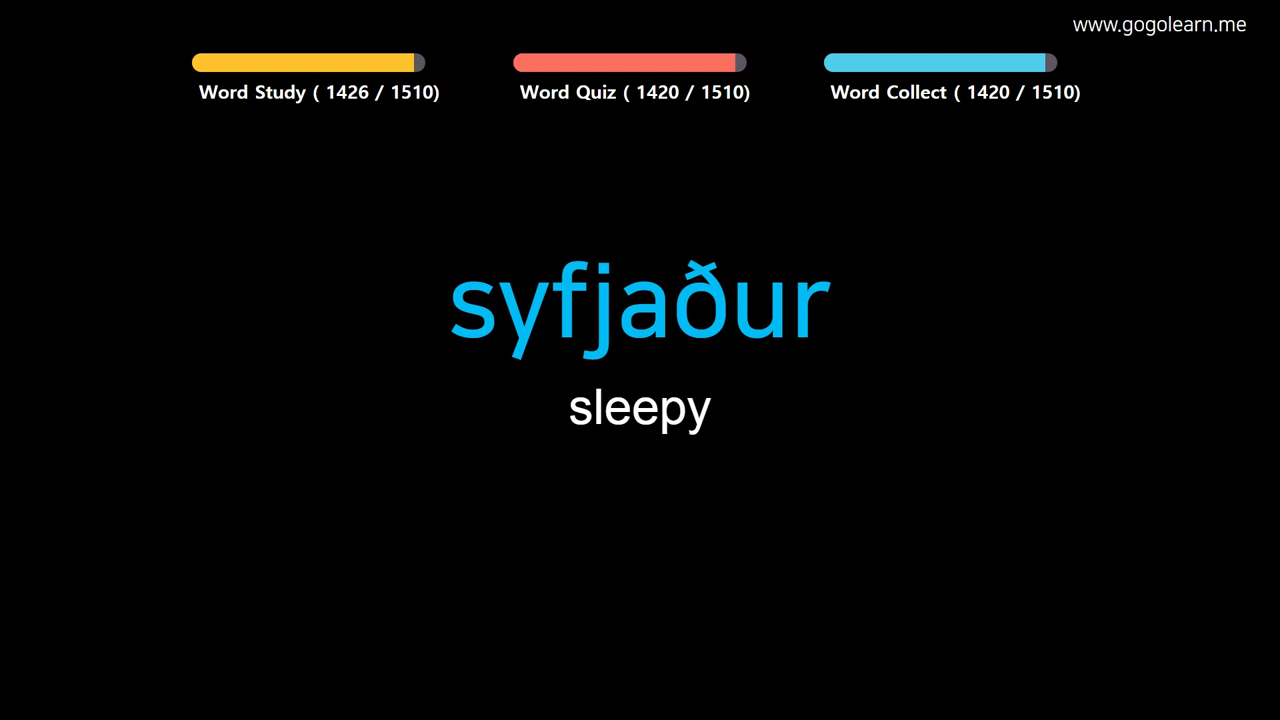 www.gogolearn.me
Word Study ( 1426 / 1510)
Word Quiz ( 1420 / 1510)
Word Collect ( 1420 / 1510)
syfjaður
sleepy